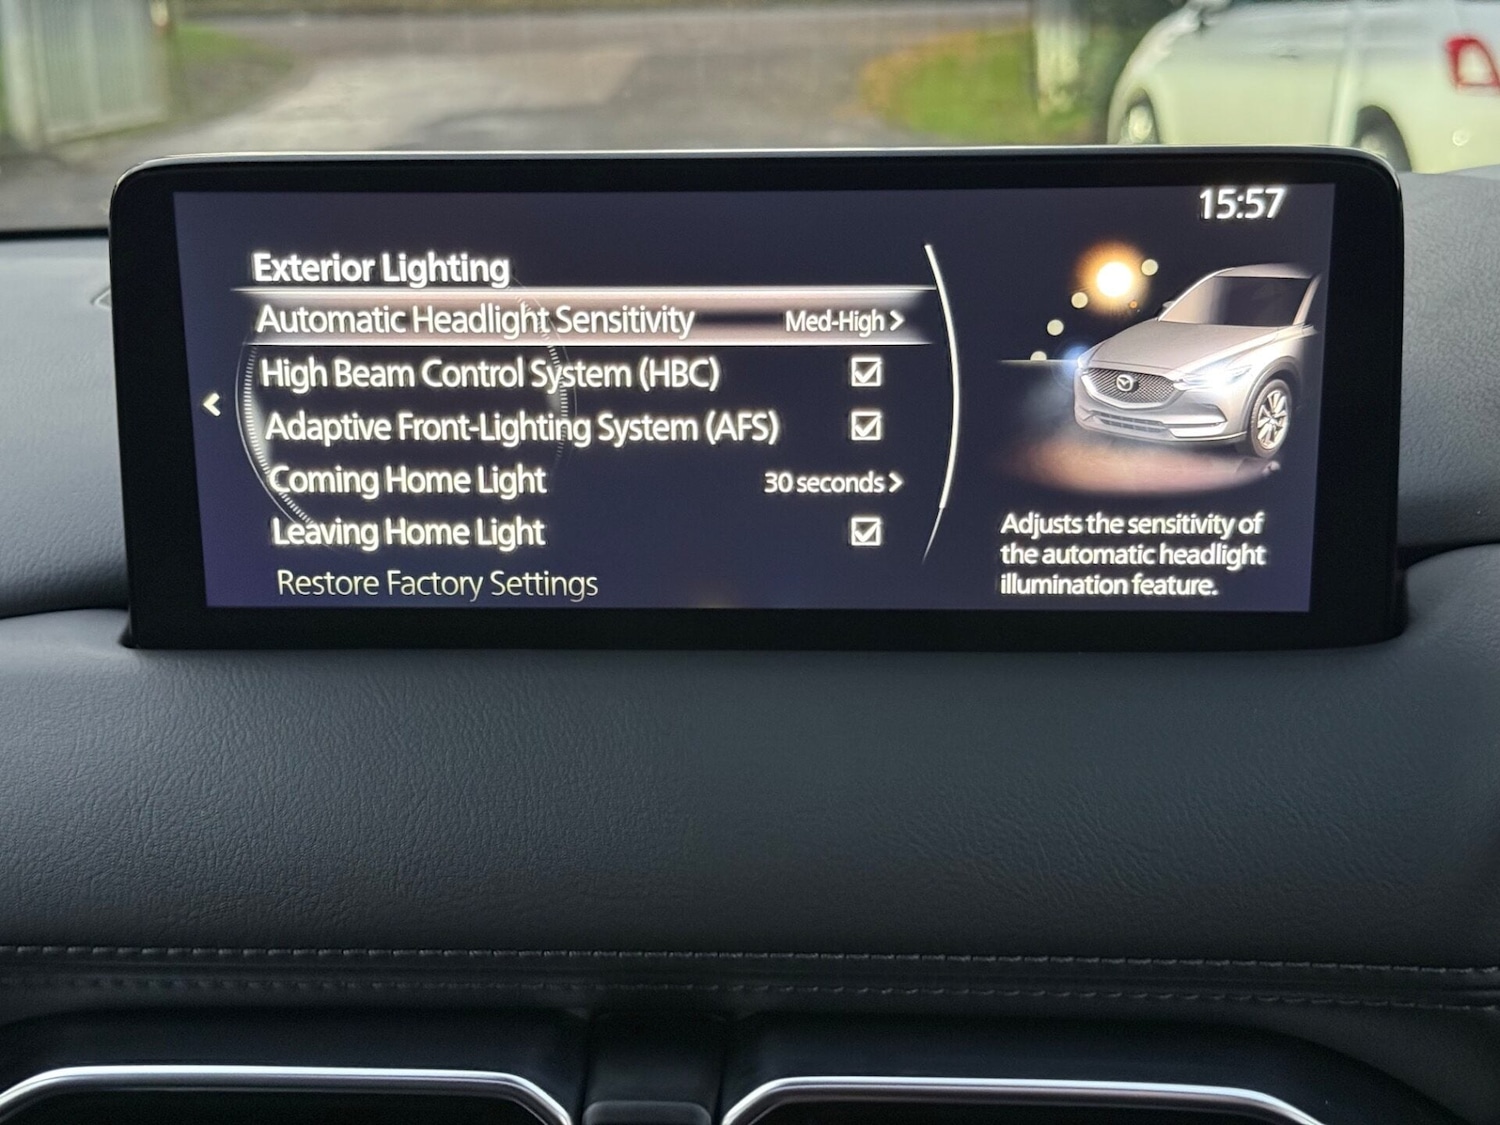 15:57
Exterior Lighting
Automatic Headlight Sensitivity Med-High >
High Beam Control System (HBC)
Adaptive Front-Lighting System (AFS)
Coming Home Light 30 seconds >
Leaving Home Light
Restore Factory Settings
Adjusts the sensitivity of
the automatic headlight
illumination feature.